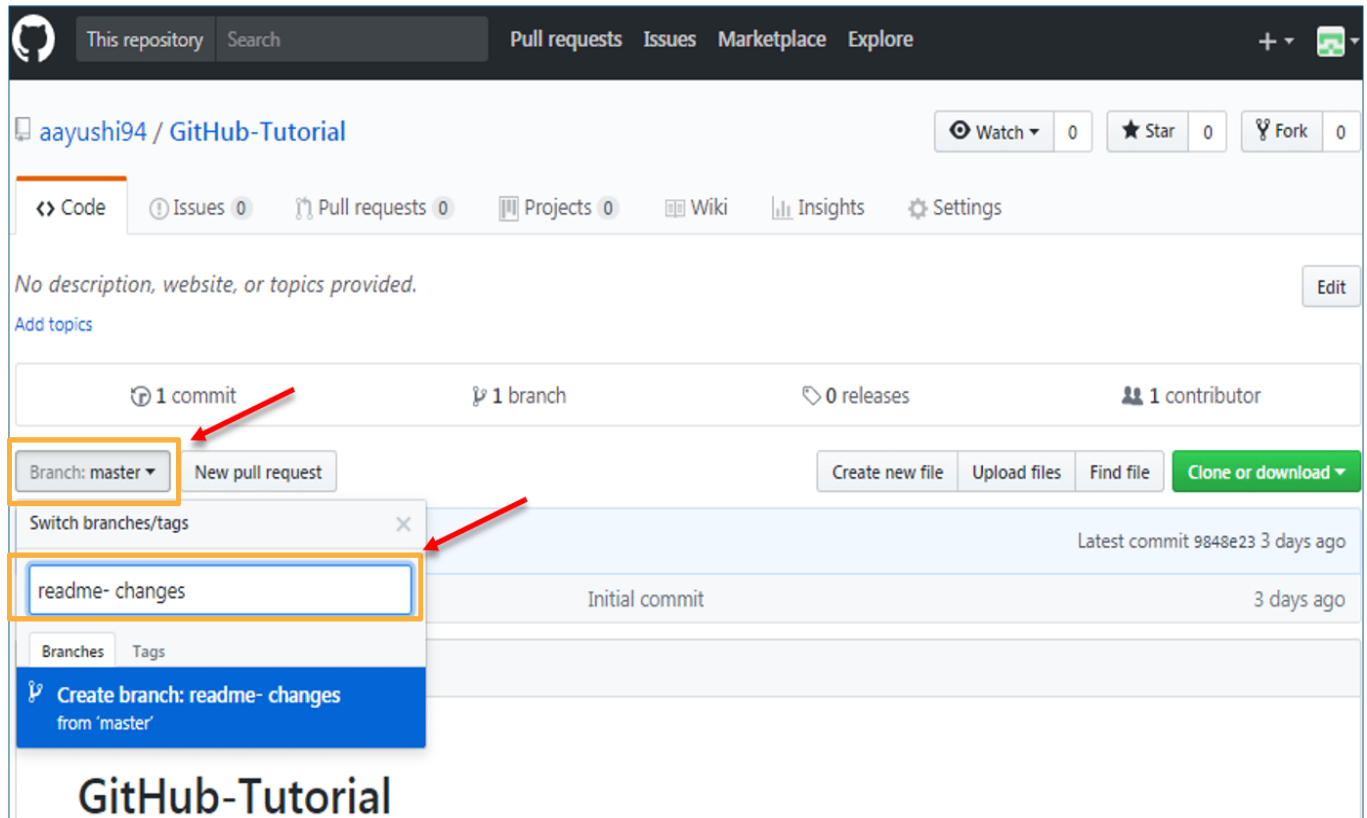 This repository Search Pull requests Issues Marketplace Explore
aayushi94 / GitHub-Tutorial Watch 0 Star 0 Fork 0
Code Issues 0 Pull requests 0 Projects 0 Wiki Insights Settings
No description, website, or topics provided. Edit
Add topics
1 commit 1 branch 0 releases 1 contributor
Branch: master New pull request Create new file Upload files Find file Clone or download
Switch branches/tags
Latest commit 9848e23 3 days ago
readme- changes Initial commit 3 days ago
Branches Tags
Create branch: readme- changes
from ‘master’
GitHub-Tutorial